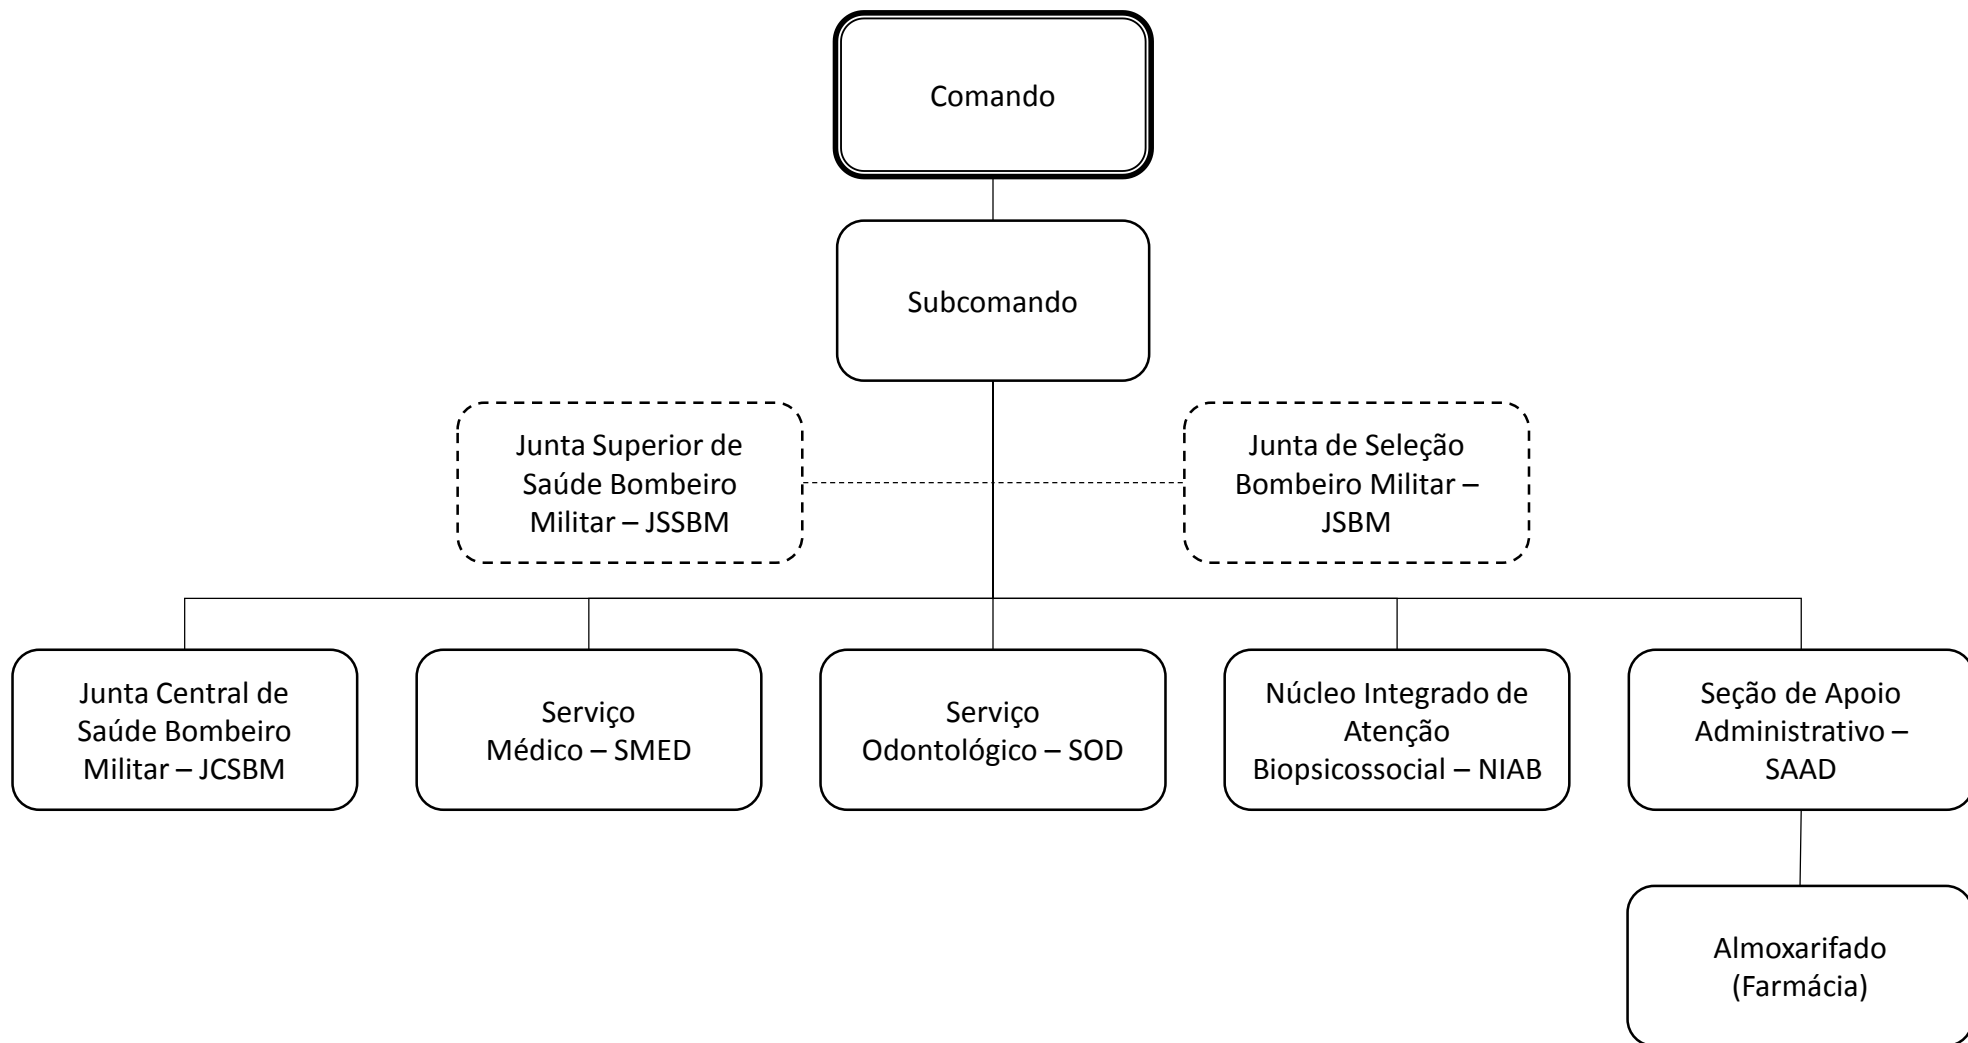 Comando
Subcomando
Junta Superior de
Saúde Bombeiro
Militar – JSSBM
Junta de Seleção
Bombeiro Militar –
JSBM
Junta Central de
Saúde Bombeiro
Militar – JCSBM
Serviço
Médico – SMED
Serviço
Odontológico – SOD
Núcleo Integrado de
Atenção
Biopsicossocial – NIAB
Seção de Apoio
Administrativo –
SAAD
Almoxarifado
(Farmácia)